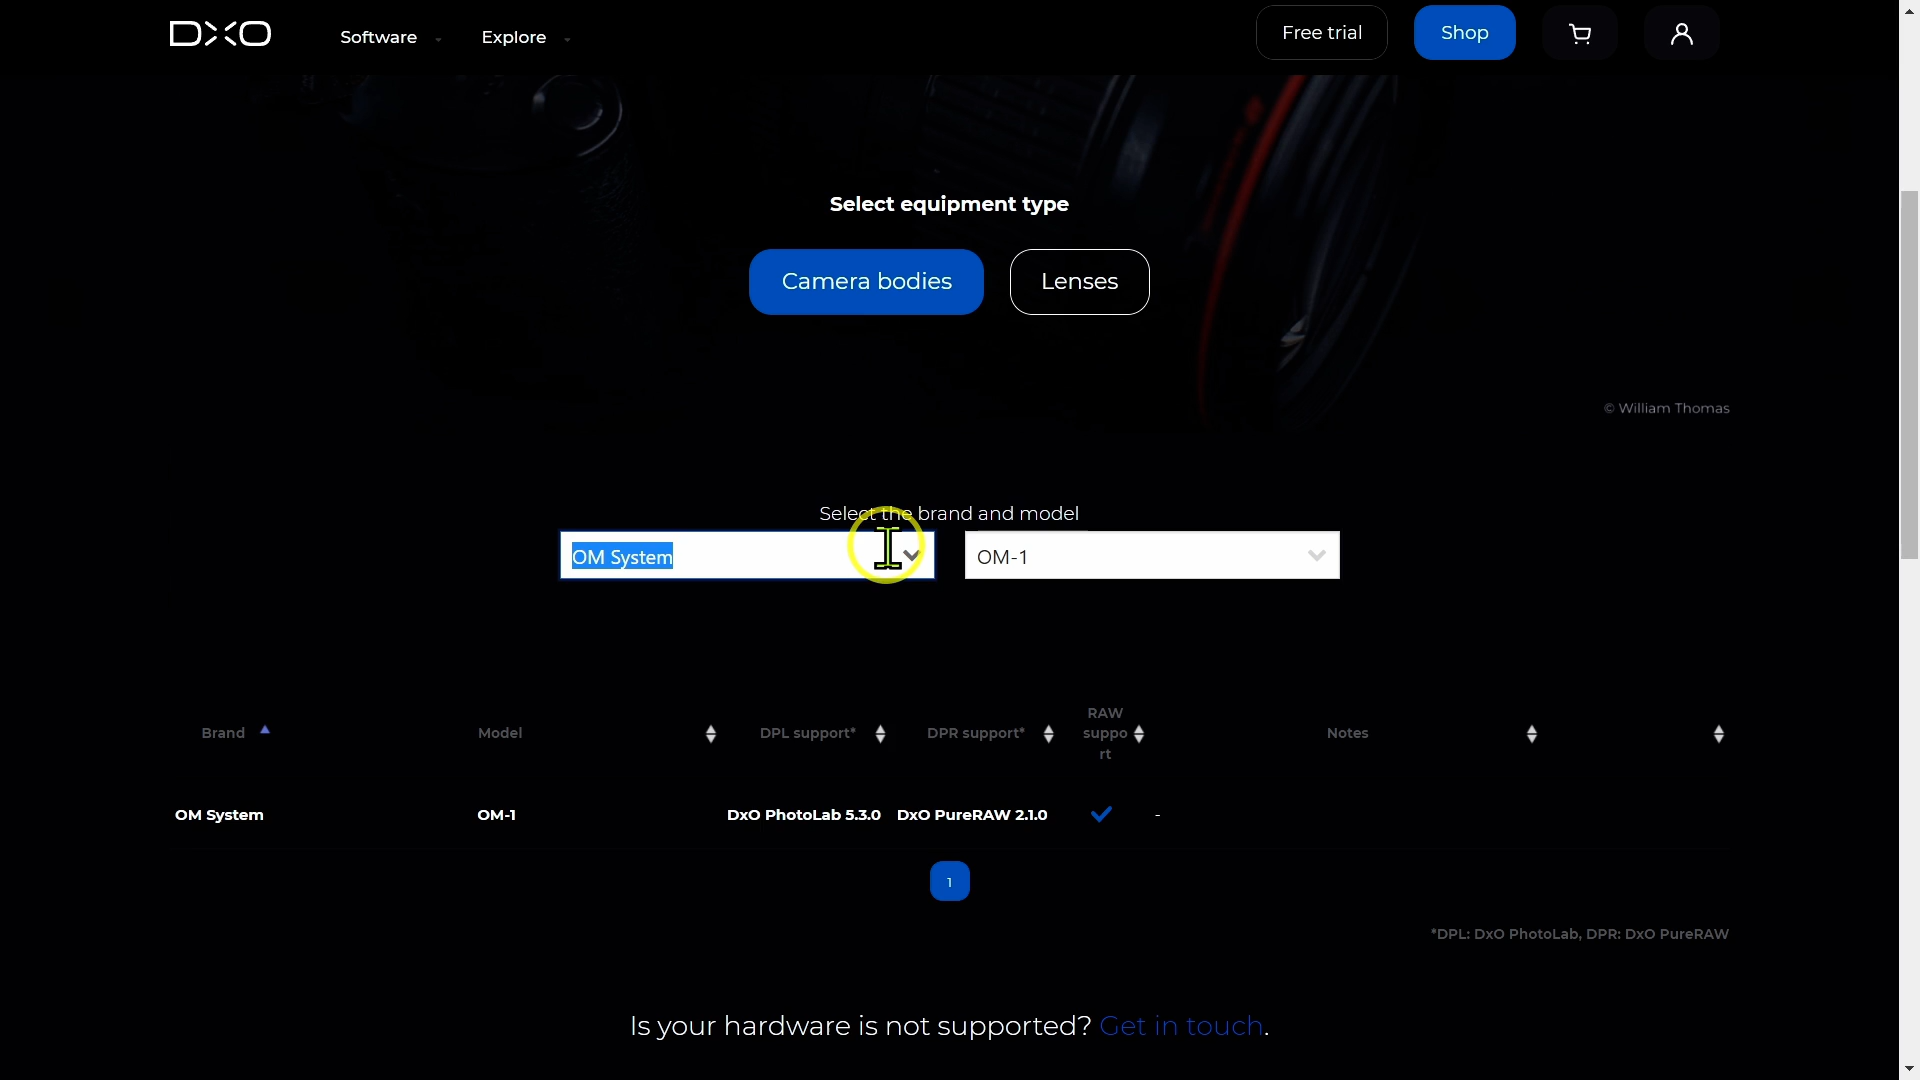 DXO
Software
Explore
Free trial
Shop
Select equipment type
Camera bodies
Lenses
© William Thomas
Select the brand and model
OM System
OM-1
Brand
Model
DPL support*
DPR support*
RAW
suppo
rt
Notes
OM System
OM-1
DxO PhotoLab 5.3.0
DxO PureRAW 2.1.0
-
1
*DPL: DxO PhotoLab, DPR: DxO PureRAW
Is your hardware is not supported? Get in touch.